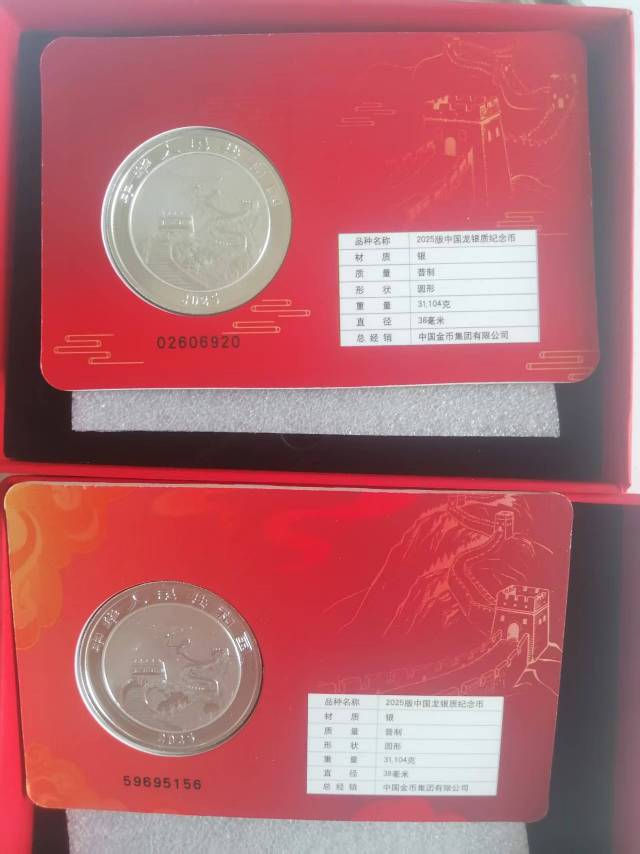 中华人民共和国
2025
02606920
品种名称 2025版中国龙银质纪念币
材 质 银
质 量 普制
形 状 圆形
重 量 31,104克
直 径 38毫米
总 经 销 中国金币集团有限公司
中华人民共和国
2025
59695156
品种名称 2025版中国龙银质纪念币
材 质 银
质 量 普制
形 状 圆形
重 量 31,104克
直 径 38毫米
总 经 销 中国金币集团有限公司